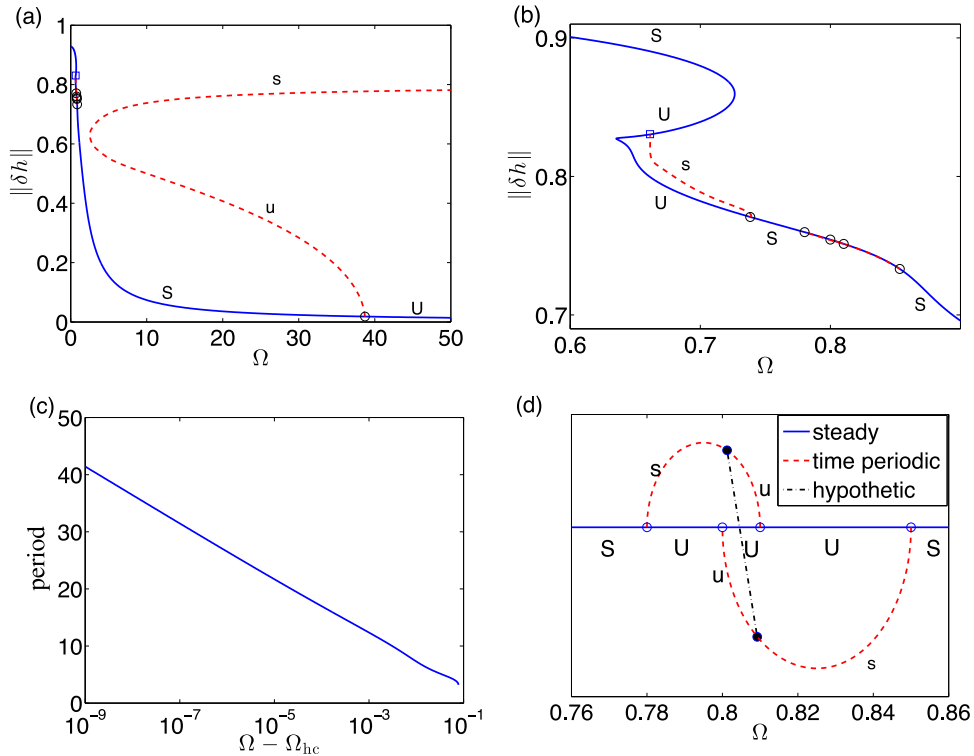 (a)
1
0.8
0.6
0.4
0.2
0
‖δh‖
s
u
S
U
0 10 20 30 40 50
Ω
(b)
0.9
0.8
0.7
‖δh‖
S
U
s
U
S
S
0.6 0.7 0.8
Ω
(c)
50
40
30
20
10
0
period
10⁻⁹ 10⁻⁷ 10⁻⁵ 10⁻³ 10⁻¹
Ω − Ωhc
(d)
steady
time periodic
hypothetic
s
u
S U U U S
u
s
0.76 0.78 0.8 0.82 0.84 0.86
Ω